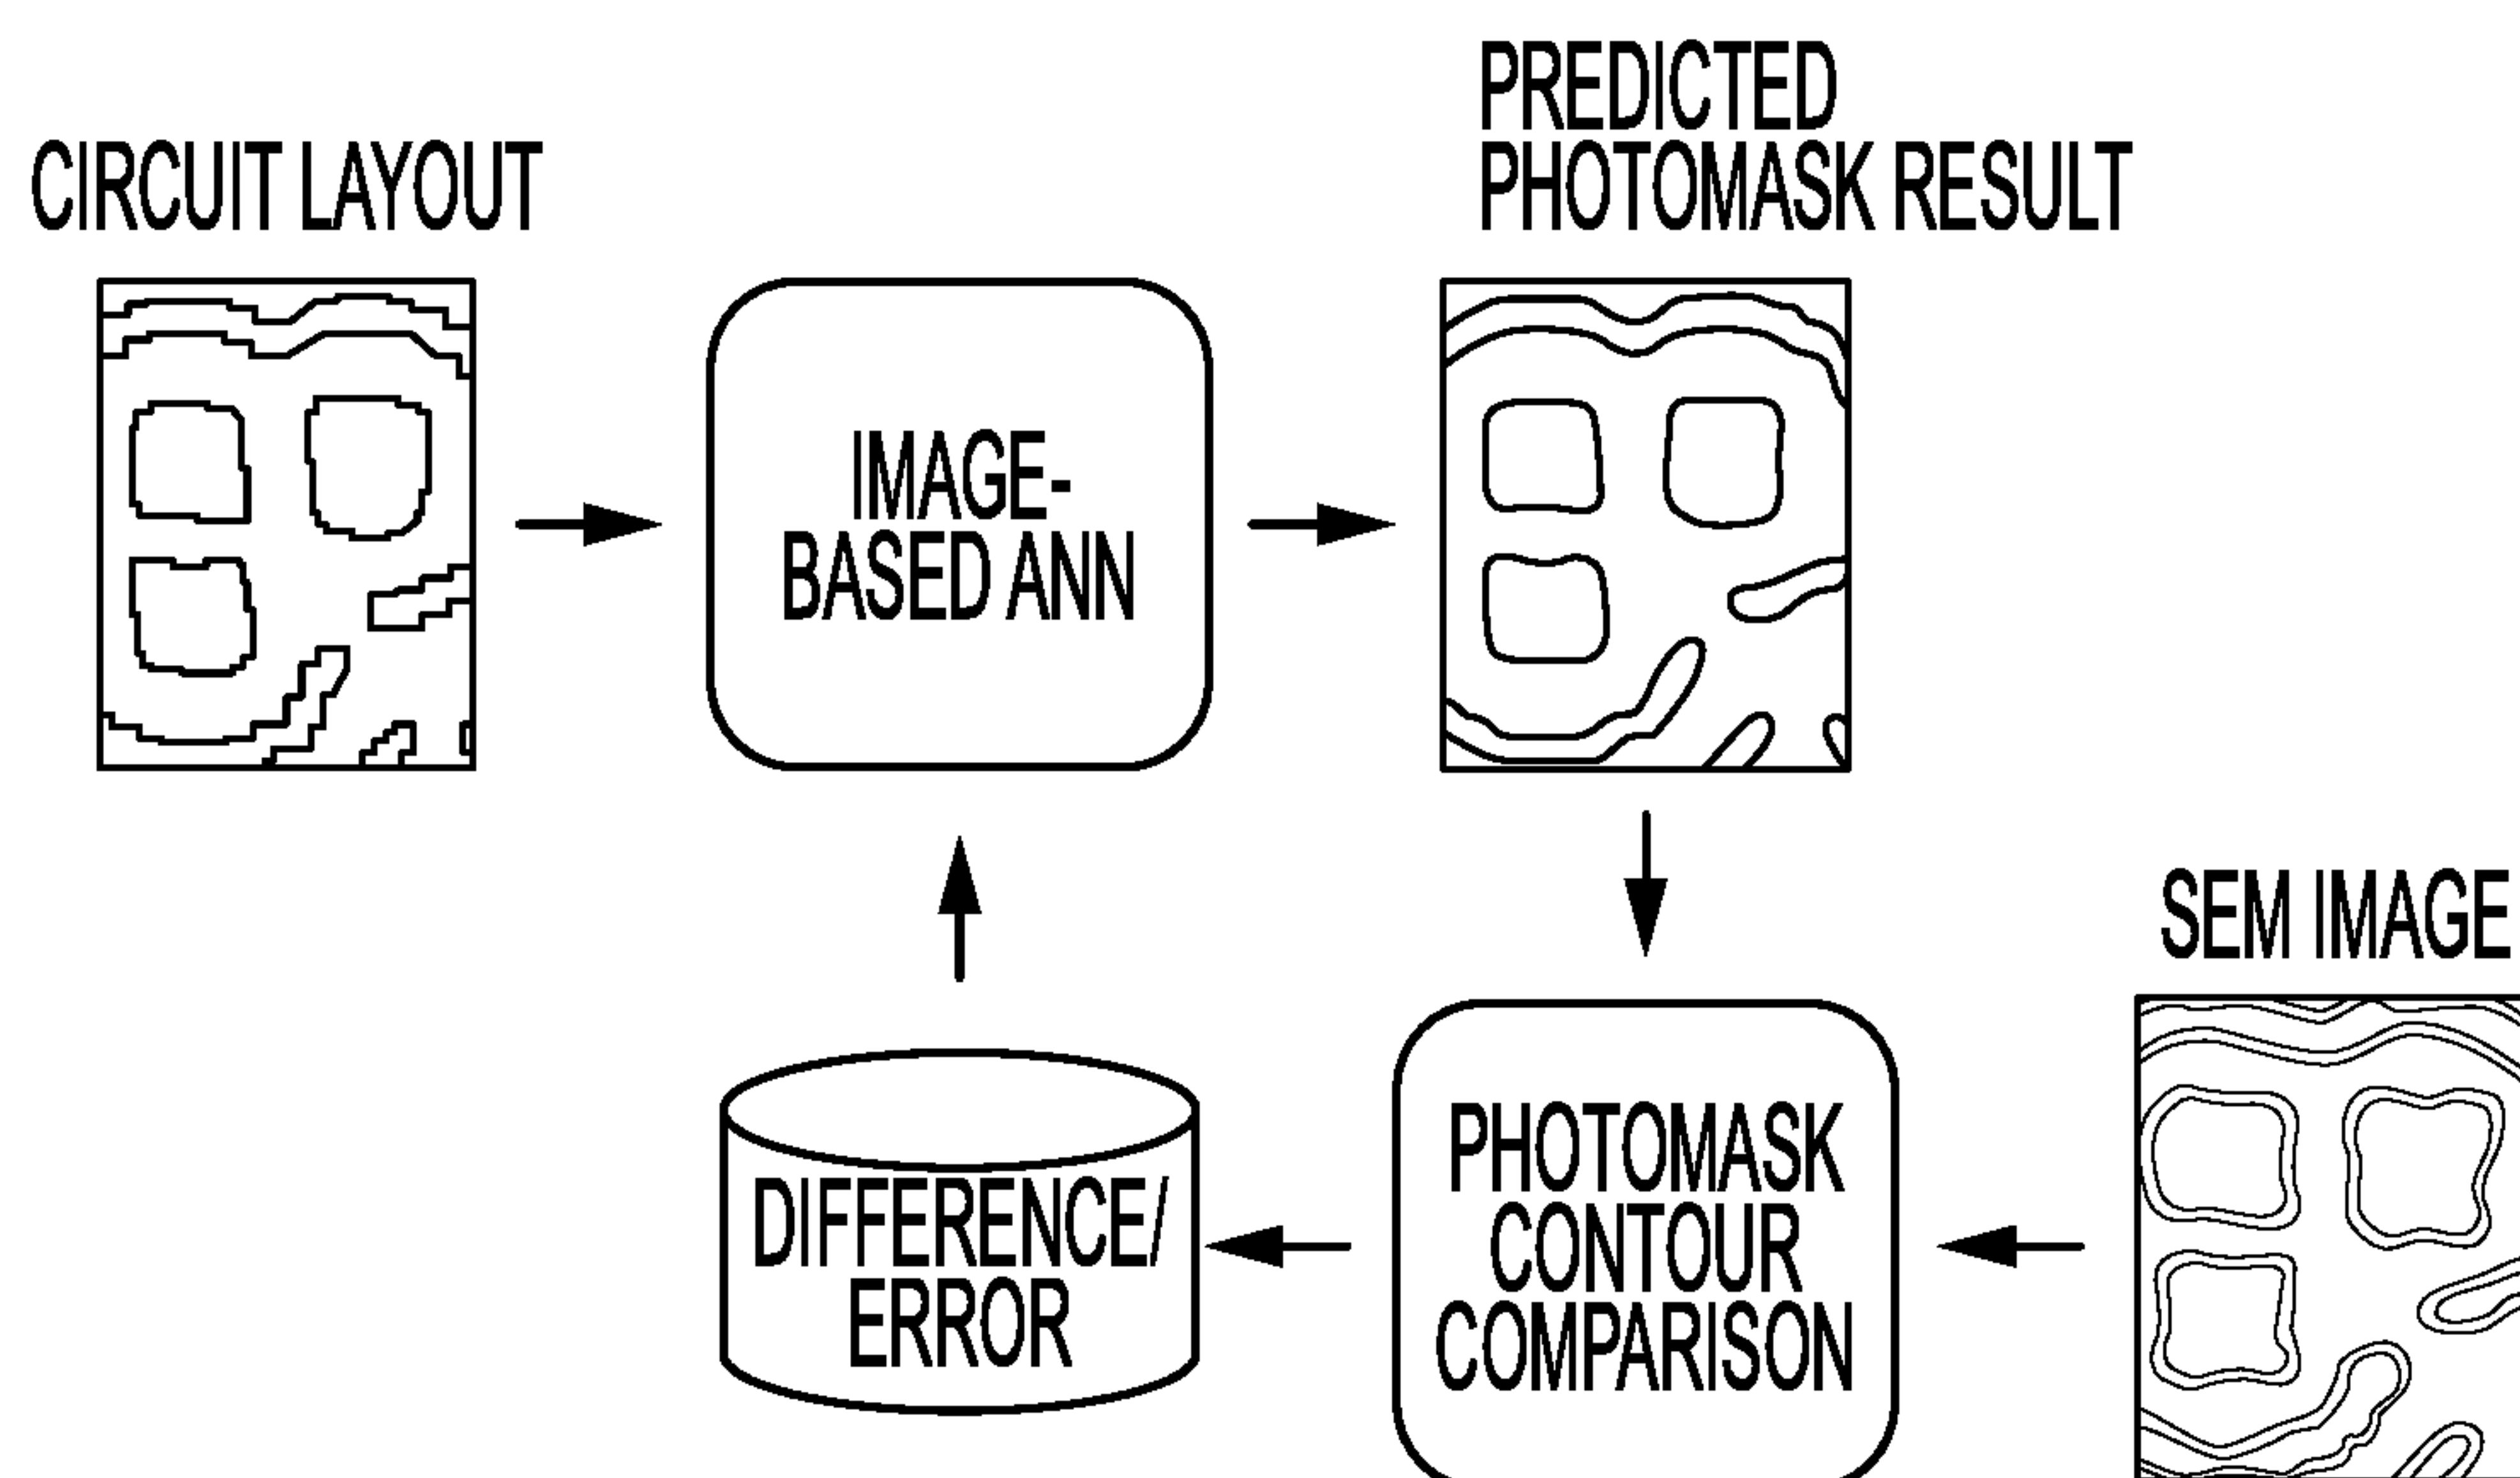 PREDICTED
PHOTOMASK RESULT
CIRCUIT LAYOUT
IMAGE-
BASED ANN
SEM IMAGE
PHOTOMASK
CONTOUR
COMPARISON
DIFFERENCE/
ERROR